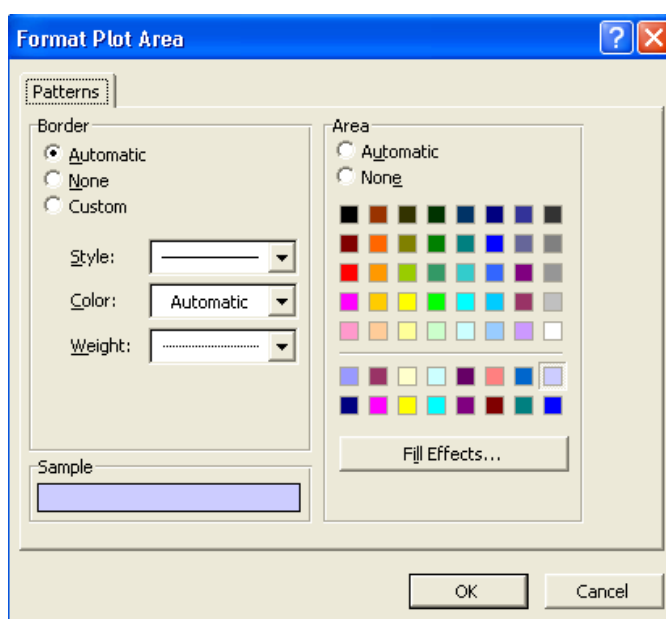 Format Plot Area
Patterns
Border
Automatic
None
Custom
Style:
Color: Automatic
Weight:
Sample
Area
Automatic
None
Fill Effects...
OK Cancel